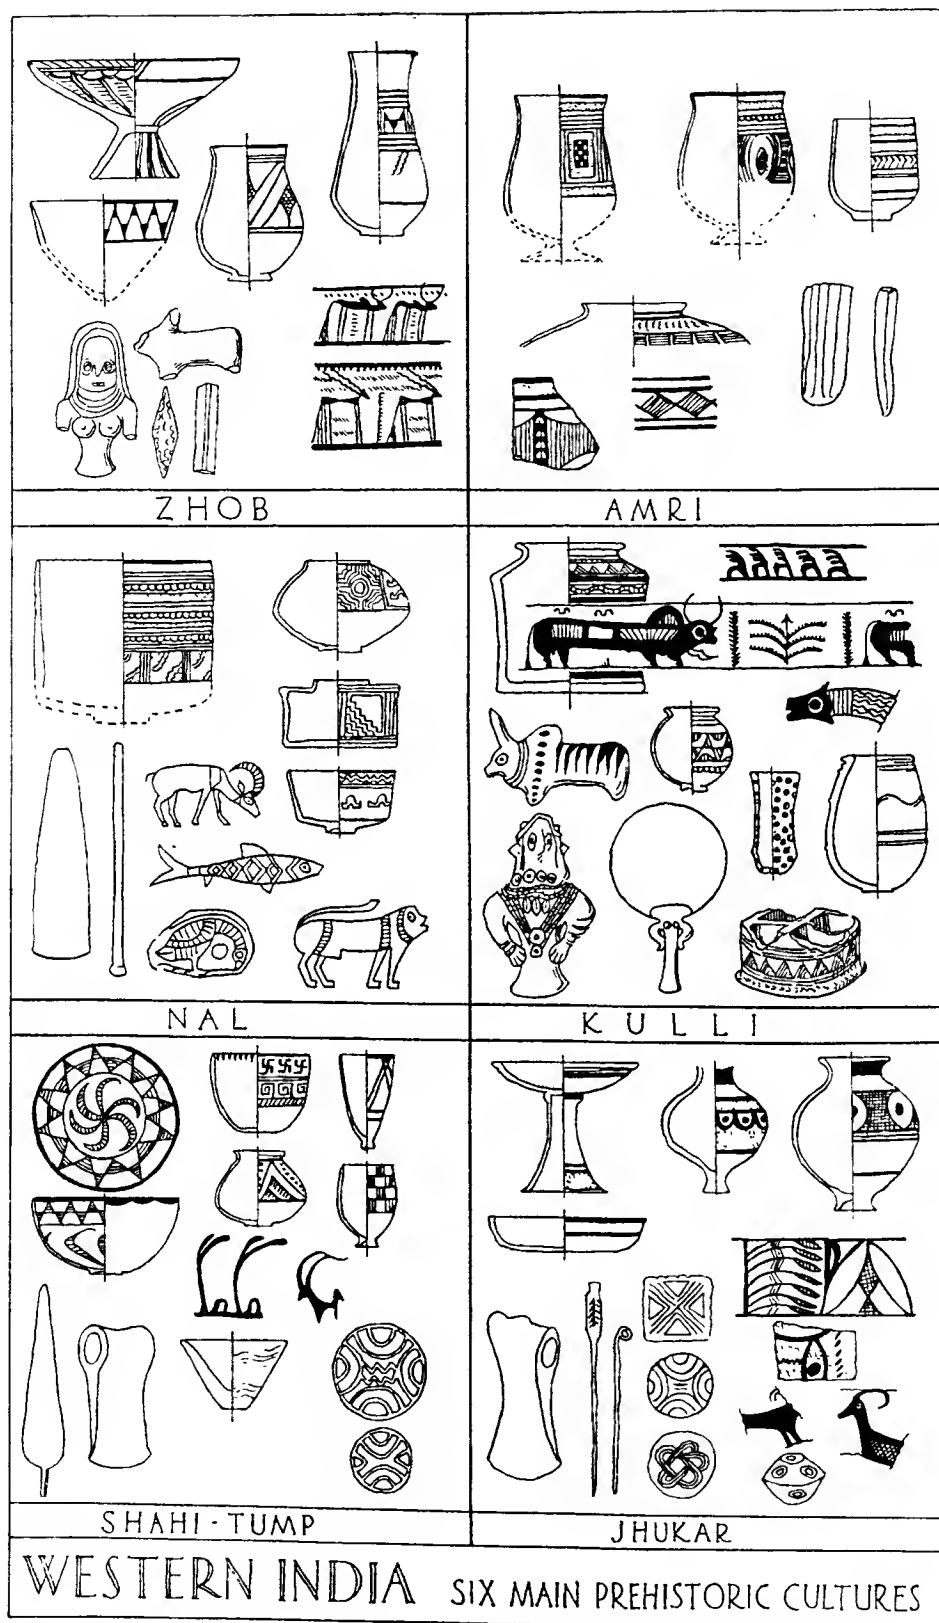 ZHOB
AMRI
NAL
KULLI
SHAHI-TUMP
JHUKAR
WESTERN INDIA SIX MAIN PREHISTORIC CULTURES